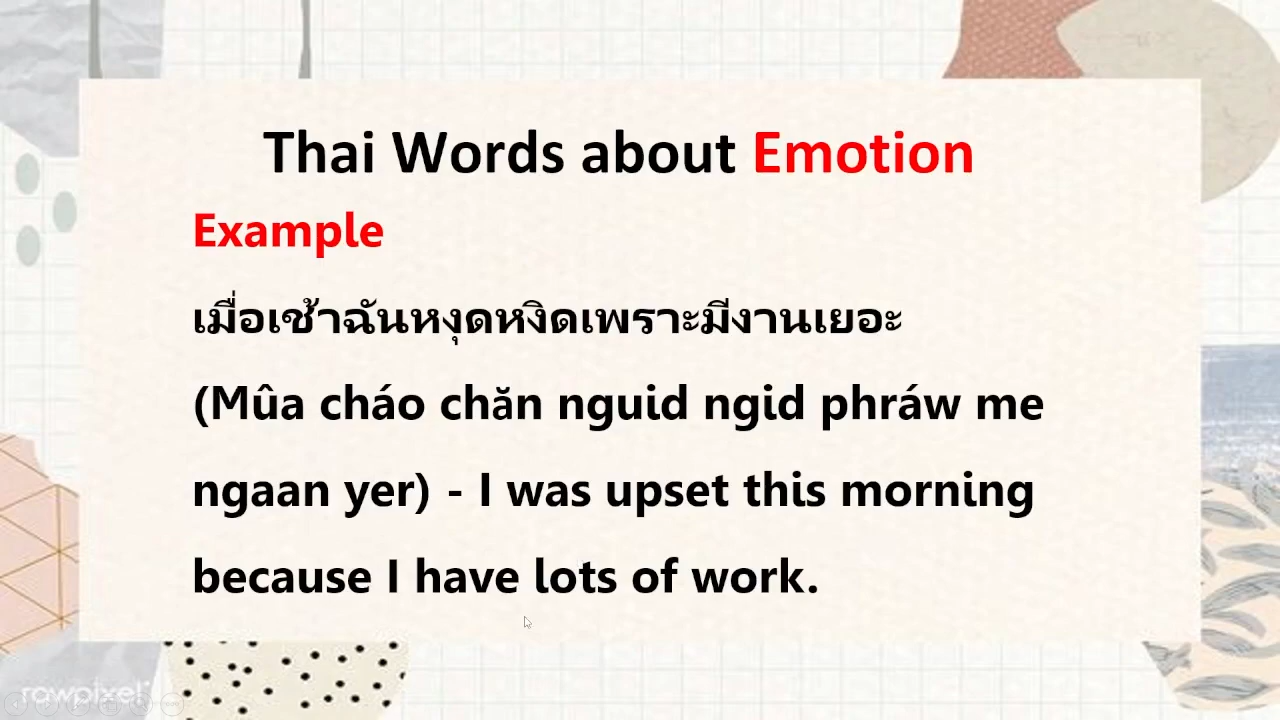 Thai Words about Emotion
Example
เมื่อเช้าฉันหงุดหงิดเพราะมีงานเยอะ
(Mûa cháo chăn nguid ngid phráw me
ngaan yer) - I was upset this morning
because I have lots of work.
rawpixel